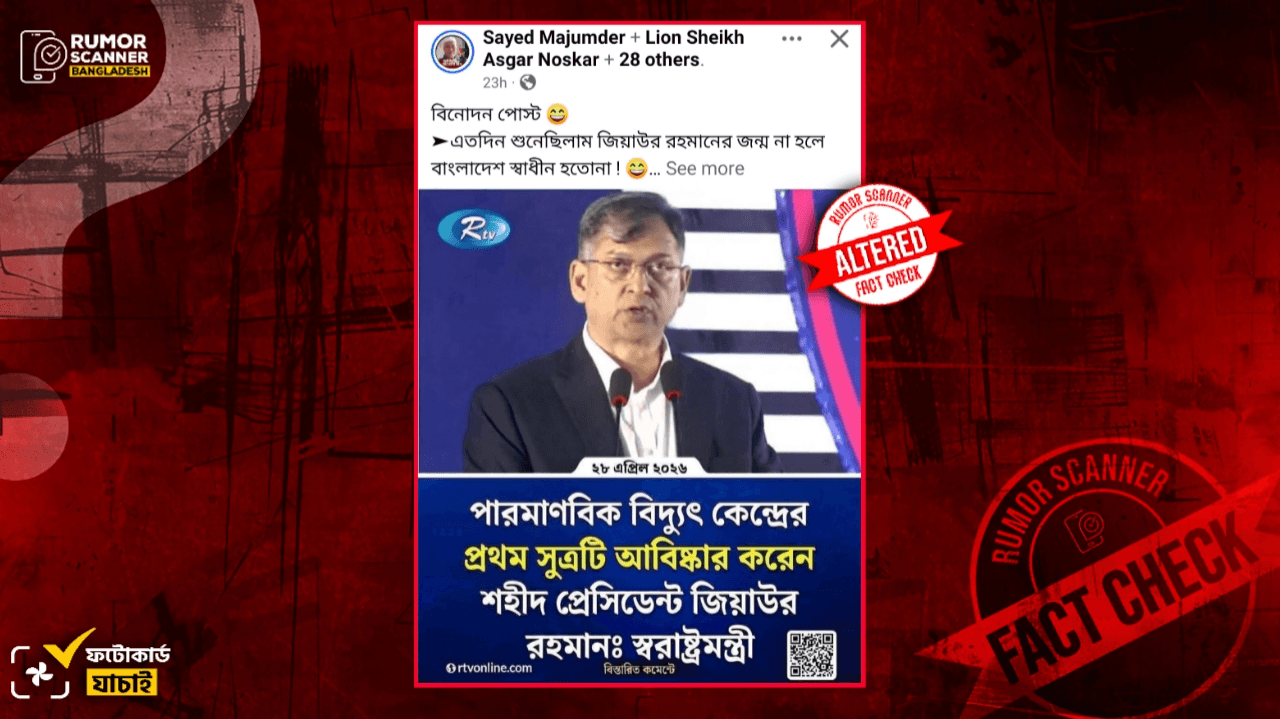 RUMOR
SCANNER
BANGLADESH
Sayed Majumder + Lion Sheikh
Asgar Noskar + 28 others.
23h
বিনোদন পোস্ট 😄
➤এতদিন শুনেছিলাম জিয়াউর রহমানের জন্ম না হলে
বাংলাদেশ স্বাধীন হতোনা ! 😄... See more
Rtv
RUMOR SCANNER
ALTERED
FACT CHECK
২৮ এপ্রিল ২০২৬
পারমাণবিক বিদ্যুৎ কেন্দ্রের
প্রথম সুত্রটি আবিষ্কার করেন
শহীদ প্রেসিডেন্ট জিয়াউর
রহমানঃ স্বরাষ্ট্রমন্ত্রী
rtvonline.com
বিস্তারিত কমেন্টে
RUMOR SCANNER
FACT CHECK
ফটোকার্ড
যাচাই